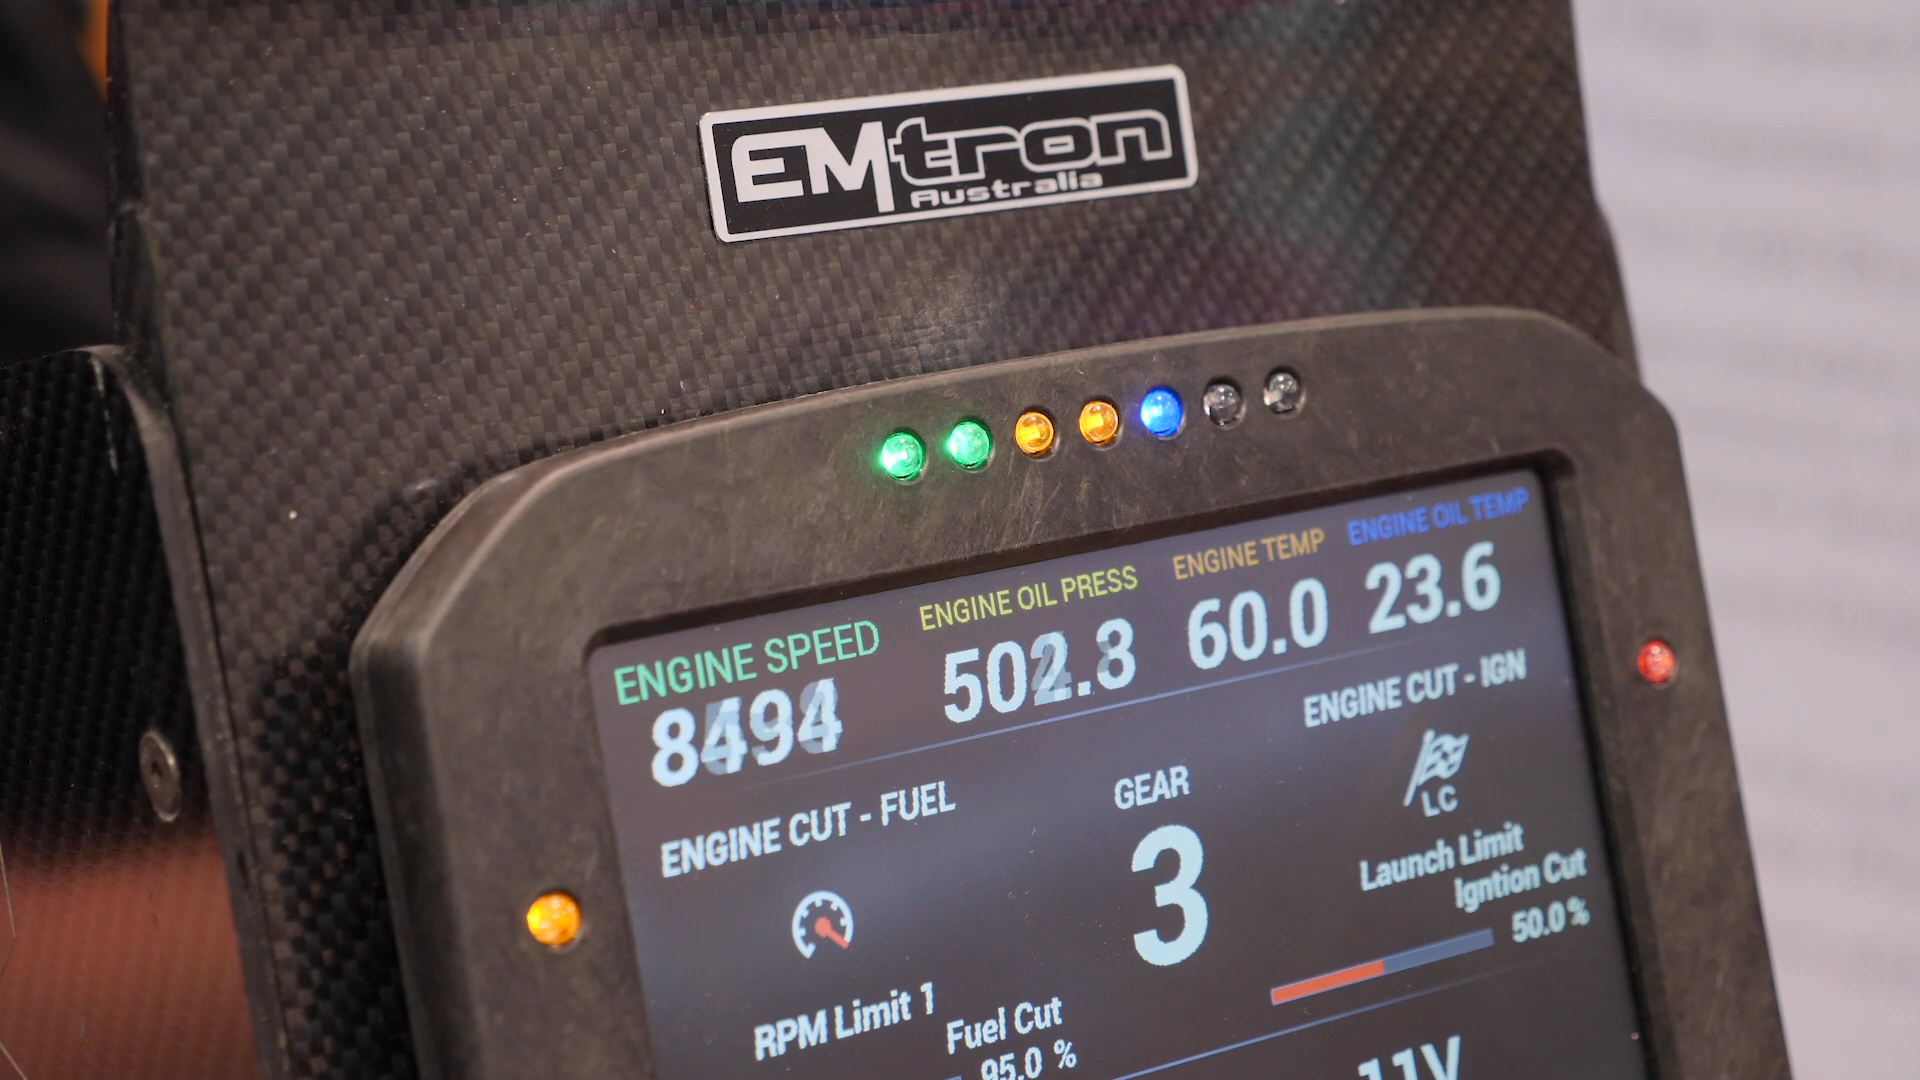 EMtron
Australia
ENGINE SPEED
ENGINE OIL PRESS
ENGINE TEMP
ENGINE OIL TEMP
8494
502.3
60.0
23.6
ENGINE CUT - FUEL
GEAR
ENGINE CUT - IGN
3
LC
Launch Limit
Igntion Cut
50.0 %
RPM Limit 1
Fuel Cut
95.0 %
11V